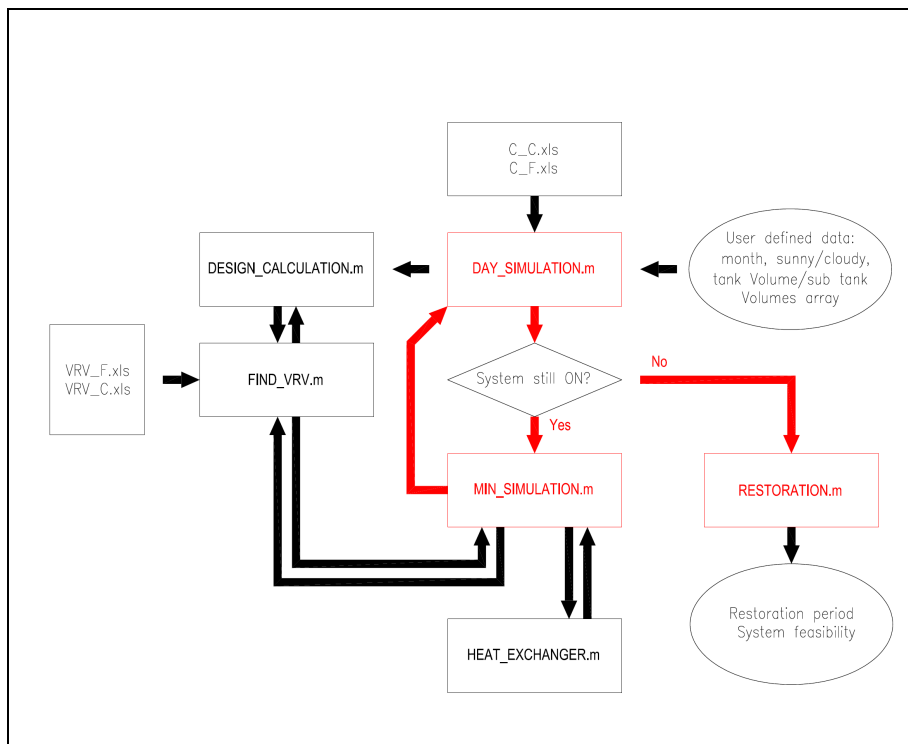 C_C.xls
C_F.xls
User defined data:
month, sunny/cloudy,
tank Volume/sub tank
Volumes array
DESIGN_CALCULATION.m
DAY_SIMULATION.m
VRV_F.xls
VRV_C.xls
FIND_VRV.m
System still ON?
No
Yes
MIN_SIMULATION.m
RESTORATION.m
Restoration period
System feasibility
HEAT_EXCHANGER.m